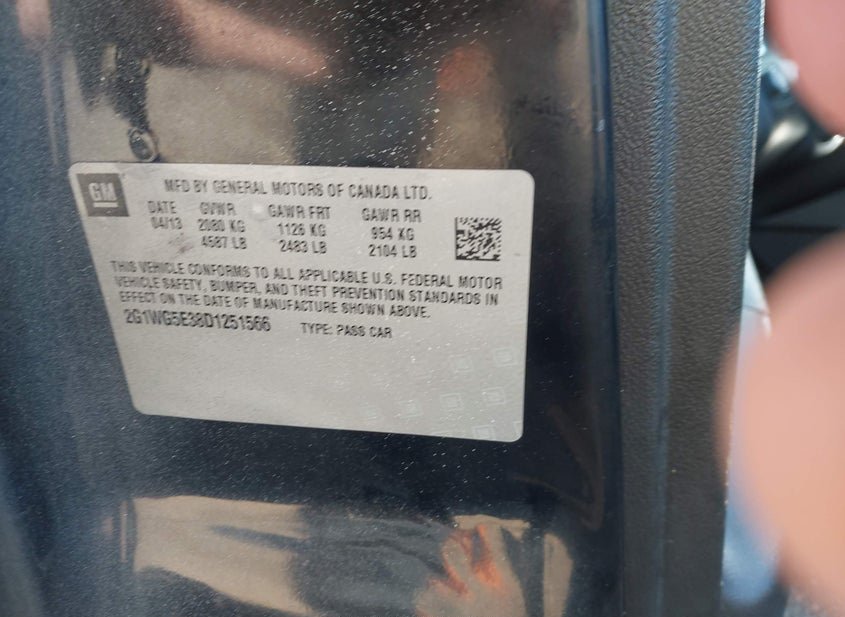 GM
MFD BY GENERAL MOTORS OF CANADA LTD.
DATE GVWR GAWR FRT GAWR RR
04/13 2080 KG 1126 KG 954 KG
4587 LB 2483 LB 2104 LB
THIS VEHICLE CONFORMS TO ALL APPLICABLE U.S. FEDERAL MOTOR
VEHICLE SAFETY, BUMPER, AND THEFT PREVENTION STANDARDS IN
EFFECT ON THE DATE OF MANUFACTURE SHOWN ABOVE.
2G1WG5E38D1251566 TYPE: PASS CAR